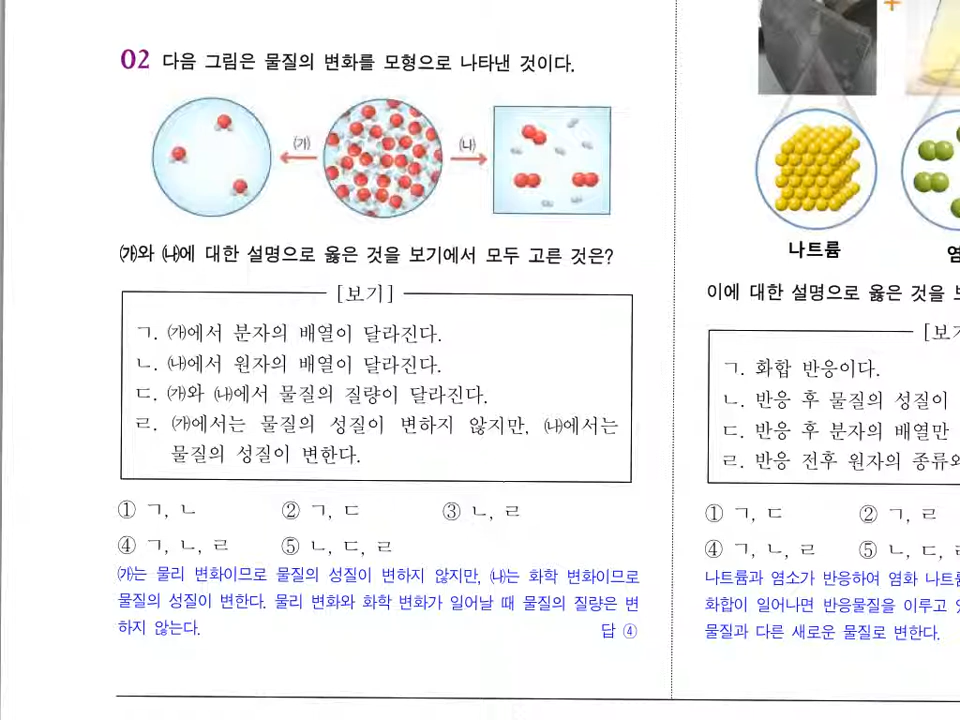 02 다음 그림은 물질의 변화를 모형으로 나타낸 것이다.
㈎
㈏
㈎와 ㈏에 대한 설명으로 옳은 것을 보기에서 모두 고른 것은?
[보기]
ㄱ. ㈎에서 분자의 배열이 달라진다.
ㄴ. ㈏에서 원자의 배열이 달라진다.
ㄷ. ㈎와 ㈏에서 물질의 질량이 달라진다.
ㄹ. ㈎에서는 물질의 성질이 변하지 않지만, ㈏에서는
물질의 성질이 변한다.
① ㄱ, ㄴ ② ㄱ, ㄷ ③ ㄴ, ㄹ
④ ㄱ, ㄴ, ㄹ ⑤ ㄴ, ㄷ, ㄹ
㈎는 물리 변화이므로 물질의 성질이 변하지 않지만, ㈏는 화학 변화이므로
물질의 성질이 변한다. 물리 변화와 화학 변화가 일어날 때 물질의 질량은 변
하지 않는다. 답 ④
+
나트륨
이에 대한 설명으로 옳은 것을
[보기
ㄱ. 화합 반응이다.
ㄴ. 반응 후 물질의 성질이
ㄷ. 반응 후 분자의 배열만
ㄹ. 반응 전후 원자의 종류와
① ㄱ, ㄷ ② ㄱ, ㄹ
④ ㄱ, ㄴ, ㄹ ⑤ ㄴ, ㄷ,
나트륨과 염소가 반응하여 염화 나트륨
화합이 일어나면 반응물질을 이루고
물질과 다른 새로운 물질로 변한다.